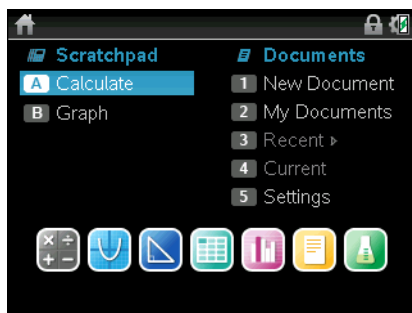 Scratchpad
A Calculate
B Graph
Documents
1 New Document
2 My Documents
3 Recent ▸
4 Current
5 Settings